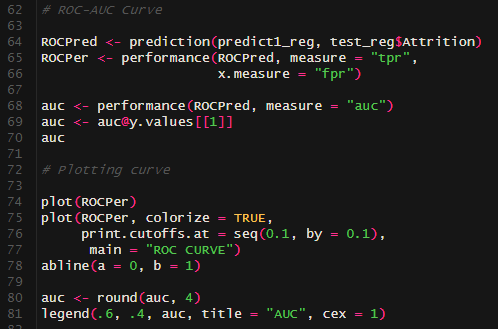 62 # ROC-AUC Curve
63
64 ROCPred <- prediction(predict1_reg, test_reg$Attrition)
65 ROCPer <- performance(ROCPred, measure = "tpr",
66                       x.measure = "fpr")
67
68 auc <- performance(ROCPred, measure = "auc")
69 auc <- auc@y.values[[1]]
70 auc
71
72 # Plotting curve
73
74 plot(ROCPer)
75 plot(ROCPer, colorize = TRUE,
76      print.cutoffs.at = seq(0.1, by = 0.1),
77       main = "ROC CURVE")
78 abline(a = 0, b = 1)
79
80 auc <- round(auc, 4)
81 legend(.6, .4, auc, title = "AUC", cex = 1)